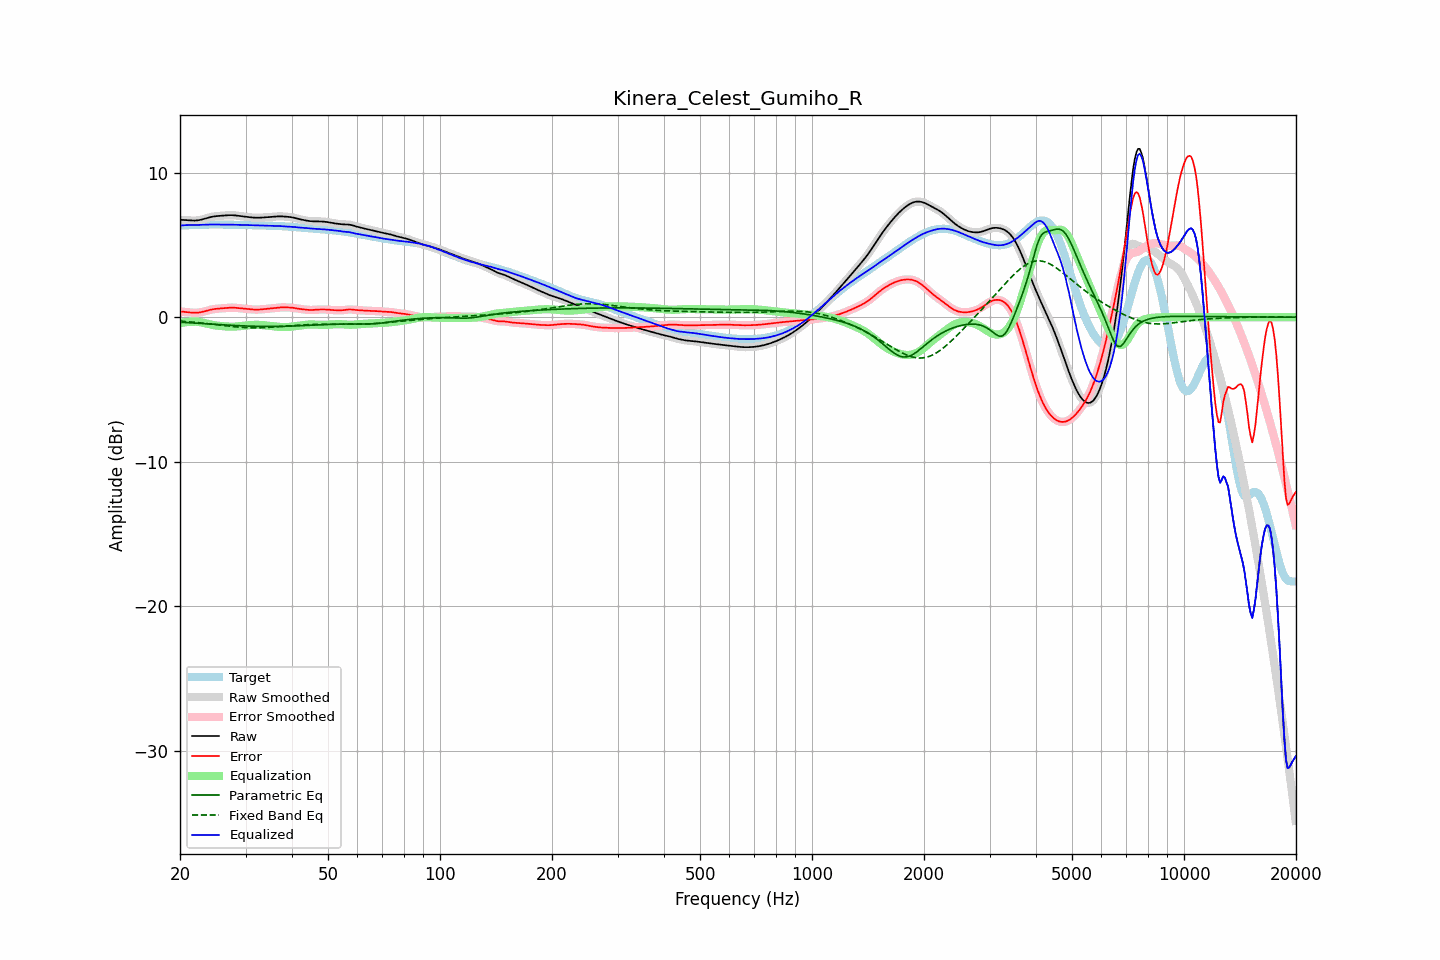 Kinera_Celest_Gumiho_R
Amplitude (dBr)
10
0
−10
−20
−30
Target
Raw Smoothed
Error Smoothed
Raw
Error
Equalization
Parametric Eq
Fixed Band Eq
Equalized
20 50 100 200 500 1000 2000 5000 10000 20000
Frequency (Hz)